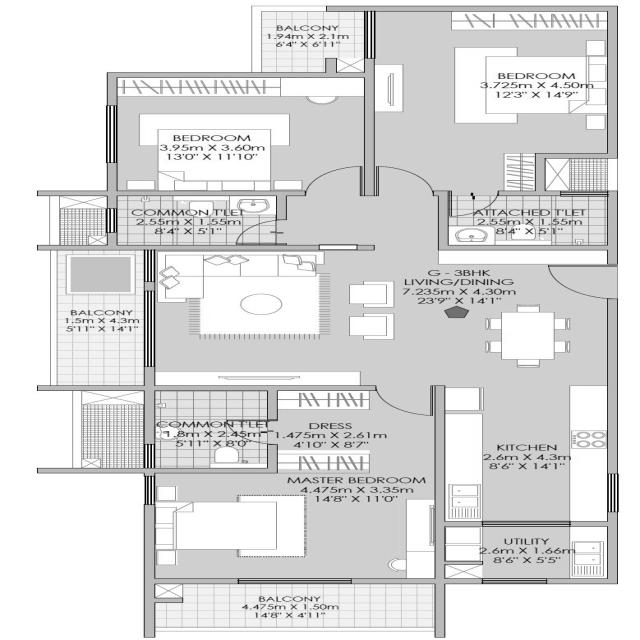 BALCONY
1.94m X 2.1m
6'4" X 6'11"
BEDROOM
3.725m X 4.50m
12'3" X 14'9"
BEDROOM
3.95m X 3.60m
13'0" X 11'10"
COMMON T'LET
2.55m X 1.55m
8'4" X 5'1"
ATTACHED T'LET
2.55m X 1.55m
8'4" X 5'1"
G - 3BHK
LIVING/DINING
7.235m X 4.30m
23'9" X 14'1"
BALCONY
1.5m X 4.3m
5'11" X 14'1"
COMMON T'LET
1.8m X 2.45m
5'11" X 8'0"
DRESS
1.475m X 2.61m
4'10" X 8'7"
KITCHEN
2.6m X 4.3m
8'6" X 14'1"
MASTER BEDROOM
4.475m X 3.35m
14'8" X 11'0"
UTILITY
2.6m X 1.66m
8'6" X 5'5"
BALCONY
4.475m X 1.50m
14'8" X 4'11"